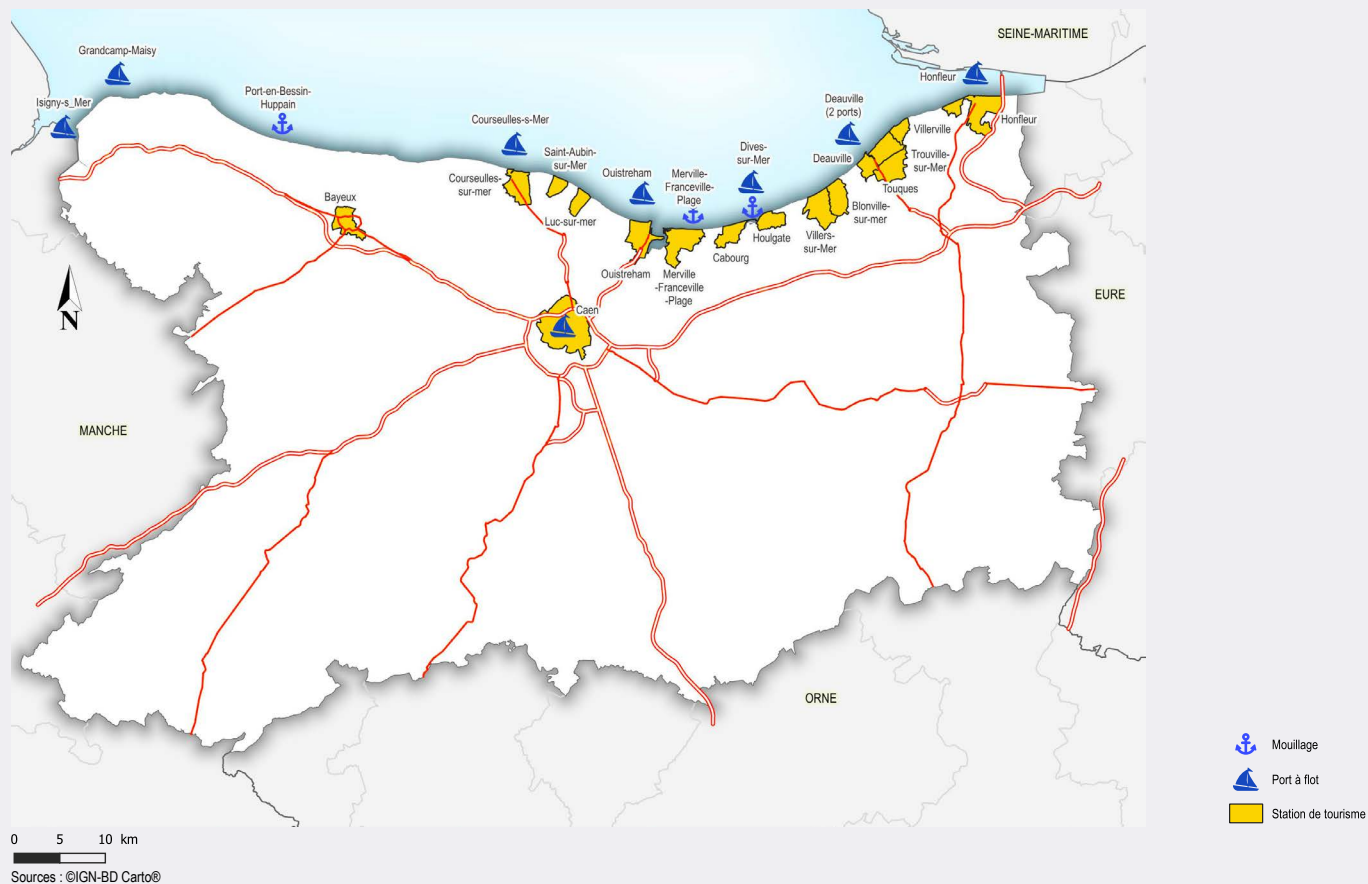 SEINE-MARITIME
Grandcamp-Maisy
Honfleur
Isigny-s_Mer
Port-en-Bessin-
Huppain
Deauville
(2 ports)
Courseulles-s-Mer
Honfleur
Villerville
Dives-
sur-Mer
Saint-Aubin-
sur-Mer
Deauville
Trouville-
sur-Mer
Ouistreham
Merville-
Franceville-
Plage
Courseulles-
sur-mer
Touques
Bayeux
Blonville-
sur-mer
Luc-sur-mer
Houlgate
Villers-
sur-Mer
Cabourg
Ouistreham
Merville
-Franceville
-Plage
EURE
N
Caen
MANCHE
ORNE
Mouillage
Port à flot
Station de tourisme
0 5 10 km
Sources : ©IGN-BD Carto®